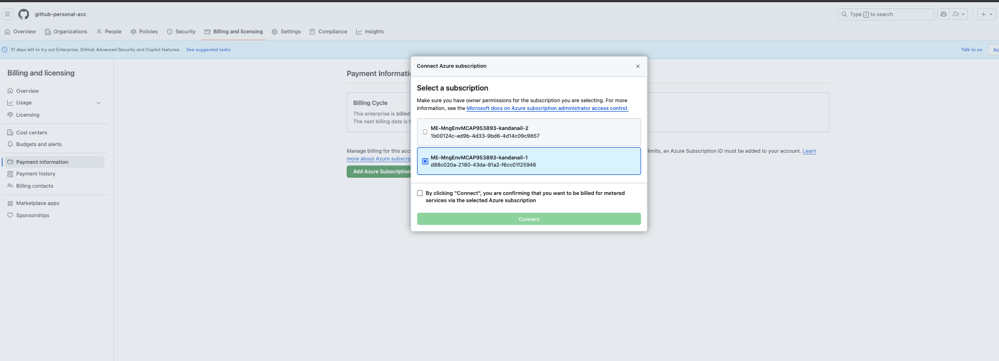 github-personal-acc
Type / to search
Overview
Organizations
People
Policies
Security
Billing and licensing
Settings
Compliance
Insights
31 days left to try out Enterprise, GitHub Advanced Security and Copilot features. See suggested tasks
Talk to us
Ac
Billing and licensing
Overview
Usage
Licensing
Cost centers
Budgets and alerts
Payment information
Payment history
Billing contacts
Marketplace apps
Sponsorships
Payment Informatio
Billing Cycle
This enterprise is billed
The next billing date is
Manage billing for this acc
limits, an Azure Subscription ID must be added to your account. Learn
more about Azure subscrip
Add Azure Subscription
Connect Azure subscription
Select a subscription
Make sure you have owner permissions for the subscription you are selecting. For more
information, see the Microsoft docs on Azure subscription administrator access control.
ME-MngEnvMCAP953893-kandanail-2
1b00124c-ed9b-4d33-9bd6-4d14c09c9857
ME-MngEnvMCAP953893-kandanail-1
d88c020a-2180-43da-91a2-f6cc01f25946
By clicking "Connect", you are confirming that you want to be billed for metered
services via the selected Azure subscription
Connect